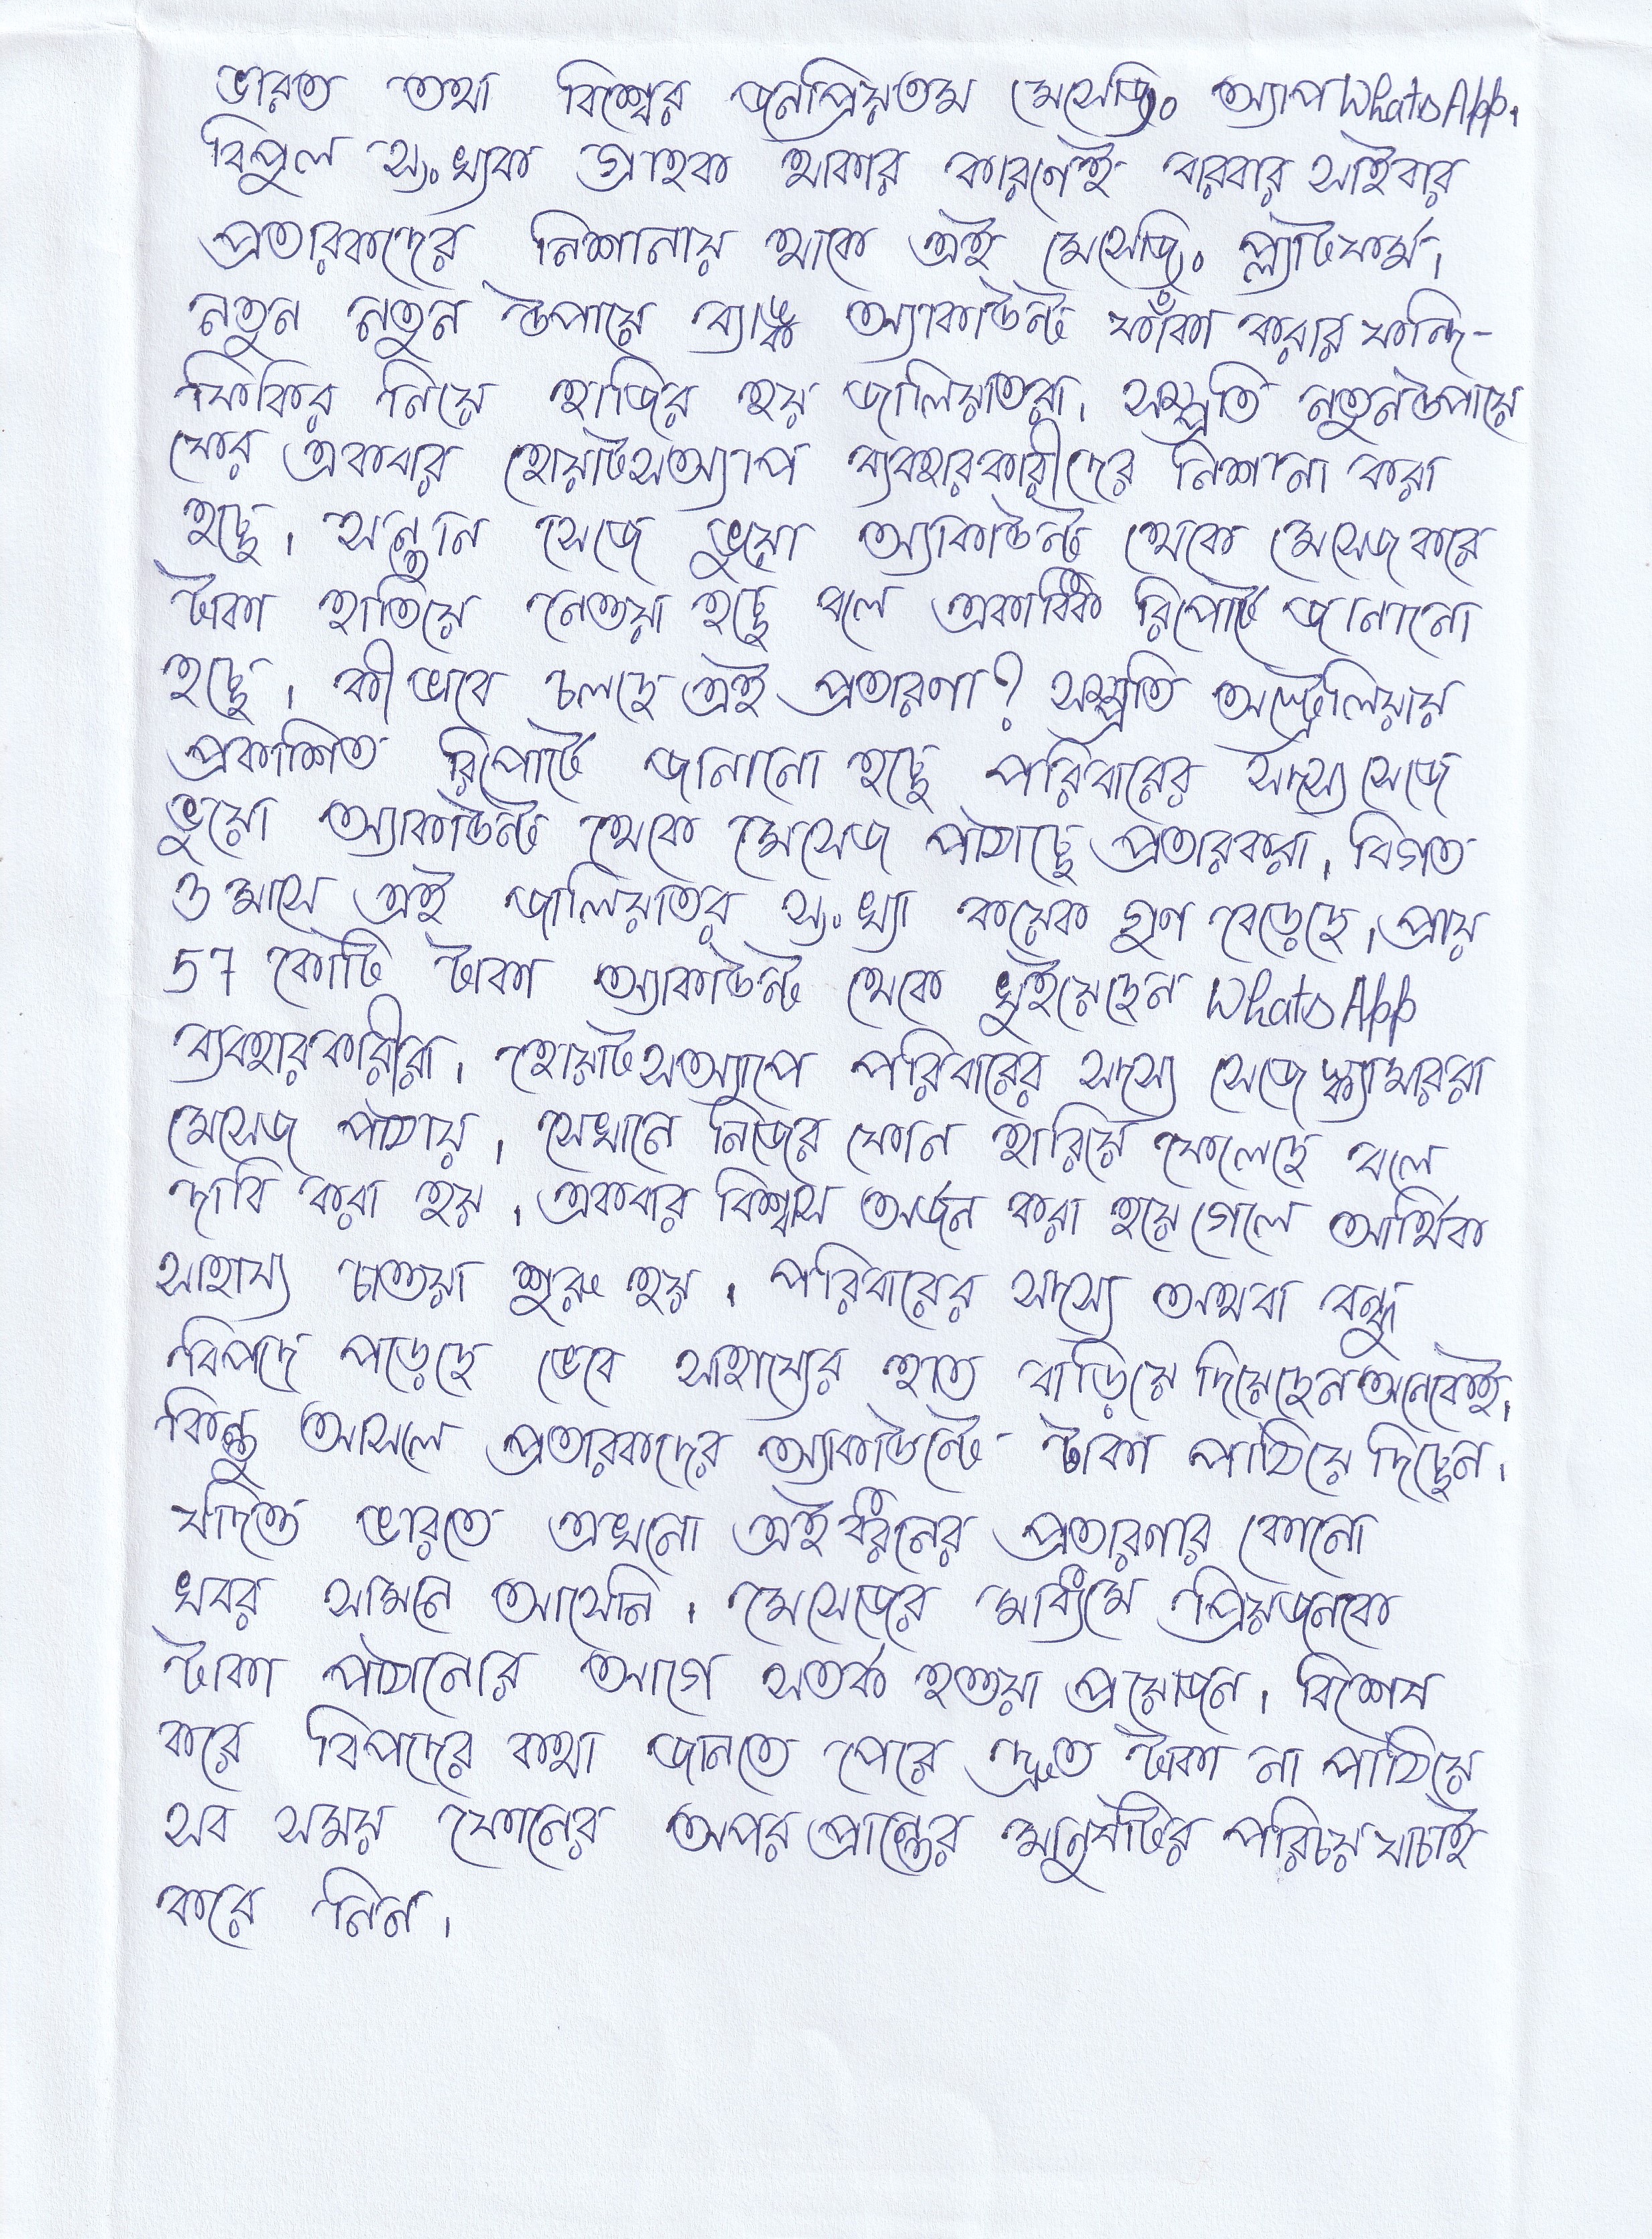 ভারত তথা বিশ্বের জনপ্রিয়তম মেসেজিং অ্যাপ WhatsApp।
বিপুল সংখ্যক গ্রাহক থাকার কারণেই বারবার সাইবার
প্রতারকদের নিশানায় থাকে এই মেসেজিং প্ল্যাটফর্ম।
নতুন নতুন উপায়ে ব্যাঙ্ক অ্যাকাউন্ট ফাঁকা করার ফন্দি-
ফিকির নিয়ে হাজির হয় জালিয়াতরা। সম্প্রতি নতুন উপায়ে
ফের একবার হোয়াটসঅ্যাপ ব্যবহারকারীদের নিশানা করা
হচ্ছে। সন্তান সেজে ভুয়ো অ্যাকাউন্ট থেকে মেসেজ করে
টাকা হাতিয়ে নেওয়া হচ্ছে বলে একাধিক রিপোর্টে জানানো
হচ্ছে। কীভাবে চলছে এই প্রতারণা? সম্প্রতি অস্ট্রেলিয়ায়
প্রকাশিত রিপোর্টে জানানো হচ্ছে পরিবারের সদস্য সেজে
ভুয়ো অ্যাকাউন্ট থেকে মেসেজ পাঠাচ্ছে প্রতারকরা। বিগত
৩ মাসে এই জালিয়াতির সংখ্যা কয়েক গুণ বেড়েছে। প্রায়
57 কোটি টাকা অ্যাকাউন্ট থেকে খুইয়েছেন WhatsApp
ব্যবহারকারীরা। হোয়াটসঅ্যাপে পরিবারের সদস্য সেজে স্ক্যামাররা
মেসেজ পাঠায়। সেখানে নিজের ফোন হারিয়ে ফেলেছে বলে
দাবি করা হয়। একবার বিশ্বাস অর্জন করা হয়ে গেলে আর্থিক
সাহায্য চাওয়া শুরু হয়। পরিবারের সদস্য অথবা বন্ধু
বিপদে পড়েছে ভেবে সাহায্যের হাত বাড়িয়ে দিয়েছেন অনেকেই।
কিন্তু আসলে প্রতারকদের অ্যাকাউন্টে টাকা পাঠিয়ে দিচ্ছেন।
যদিও ভারতে এখনো এই ধরনের প্রতারণার কোনো
খবর সামনে আসেনি। মেসেজের মাধ্যমে প্রিয়জনকে
টাকা পাঠানোর আগে সতর্ক হওয়া প্রয়োজন। বিশেষ
করে বিপদের কথা জানতে পেরে দ্রুত টাকা না পাঠিয়ে
সব সময় ফোনের অপর প্রান্তের মানুষটির পরিচয় যাচাই
করে নিন।